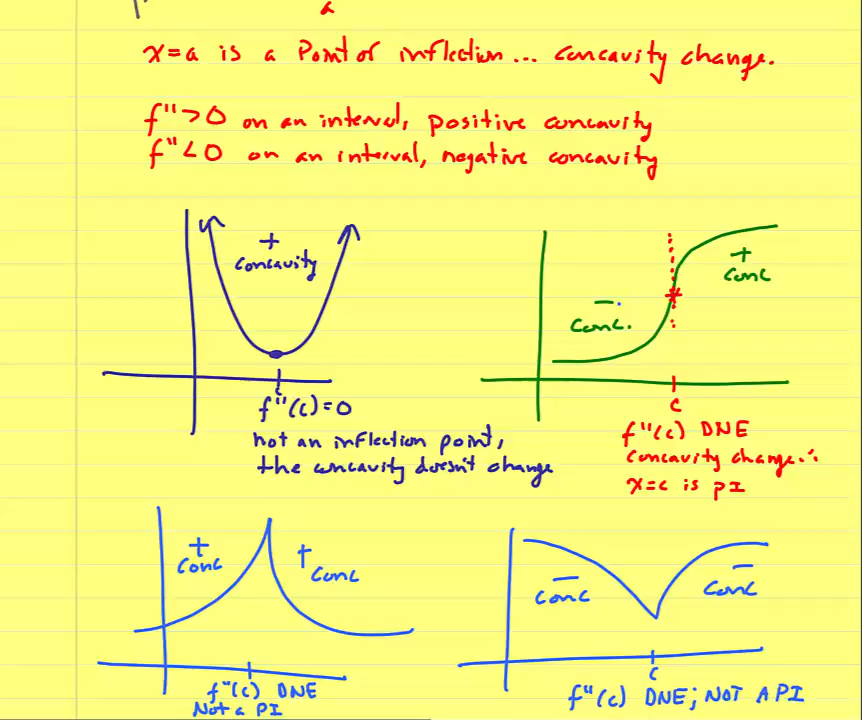 a
x=a is a Point of inflection... concavity change.
f''>0 on an interval, positive concavity
f''<0 on an interval, negative concavity
+
concavity
c
f''(c)=0
not an inflection point,
the concavity doesn't change
−
conc.
+
conc
c
f''(c) DNE
concavity change ∴
x=c is PI
+
conc
+
conc
f''(c) DNE
Not a PI
−
conc
−
conc
c
f''(c) DNE; NOT A PI